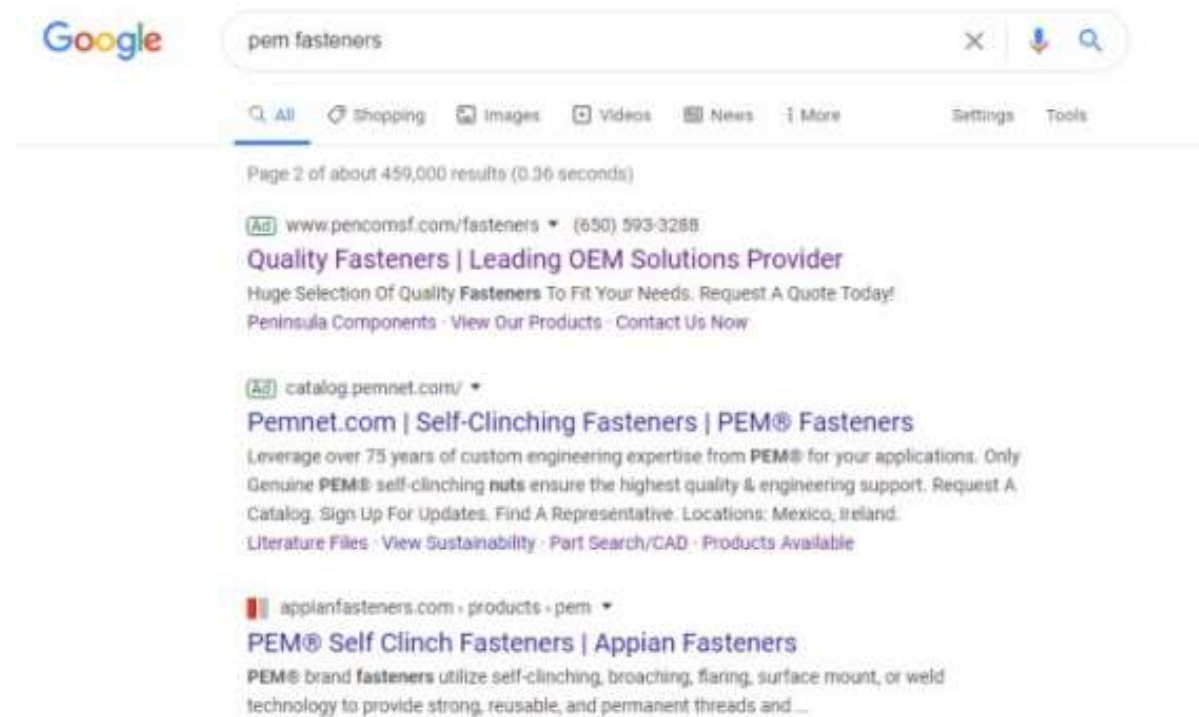 Google
pem fasteners
All Shopping Images Videos News More Settings Tools
Page 2 of about 459,000 results (0.36 seconds)
Ad www.pencomsf.com/fasteners (650) 593-3288
Quality Fasteners | Leading OEM Solutions Provider
Huge Selection Of Quality Fasteners To Fit Your Needs. Request A Quote Today!
Peninsula Components · View Our Products · Contact Us Now
Ad catalog.pemnet.com/
Pemnet.com | Self-Clinching Fasteners | PEM® Fasteners
Leverage over 75 years of custom engineering expertise from PEM® for your applications. Only
Genuine PEM® self-clinching nuts ensure the highest quality & engineering support. Request A
Catalog. Sign Up For Updates. Find A Representative. Locations: Mexico, Ireland.
Literature Files · View Sustainability · Part Search/CAD · Products Available
appianfasteners.com › products › pem
PEM® Self Clinch Fasteners | Appian Fasteners
PEM® brand fasteners utilize self-clinching, broaching, flaring, surface mount, or weld
technology to provide strong, reusable, and permanent threads and ...